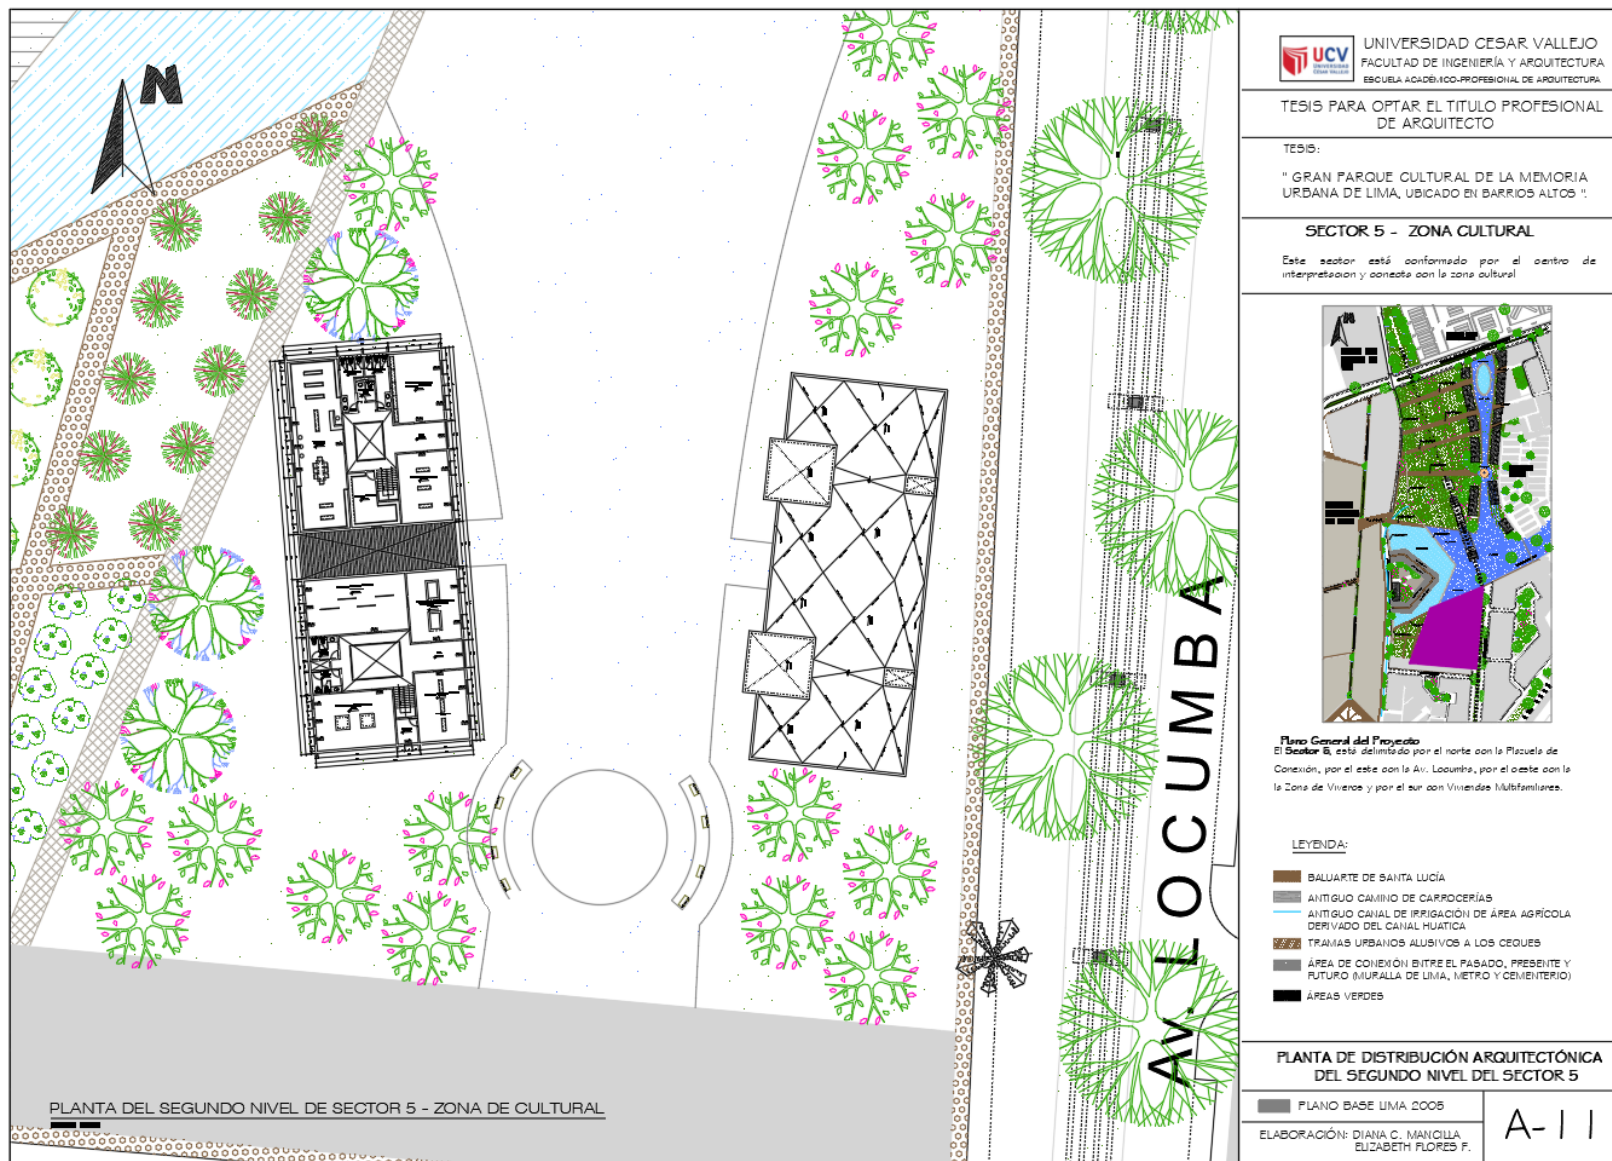 N
AV. LOCUMBA
PLANTA DEL SEGUNDO NIVEL DE SECTOR 5 - ZONA DE CULTURAL
UCV
UNIVERSIDAD
CESAR VALLEJO
UNIVERSIDAD CESAR VALLEJO
FACULTAD DE INGENIERÍA Y ARQUITECTURA
ESCUELA ACADÉMICO-PROFESIONAL DE ARQUITECTURA
TESIS PARA OPTAR EL TITULO PROFESIONAL
DE ARQUITECTO
TESIS:
" GRAN PARQUE CULTURAL DE LA MEMORIA
URBANA DE LIMA, UBICADO EN BARRIOS ALTOS ".
SECTOR 5 - ZONA CULTURAL
Este sector está conformado por el centro de
interpretacion y conecta con la zona cultural
N
Plano General del Proyecto
El Sector 5, está delimitado por el norte con la Plazuela de
Conexión, por el este con la Av. Locumba, por el oeste con la
la Zona de Viveros y por el sur con Viviendas Multifamiliares.
LEYENDA:
BALUARTE DE SANTA LUCÍA
ANTIGUO CAMINO DE CARROCERÍAS
ANTIGUO CANAL DE IRRIGACIÓN DE ÁREA AGRÍCOLA
DERIVADO DEL CANAL HUATICA
TRAMAS URBANOS ALUSIVOS A LOS CEQUES
ÁREA DE CONEXIÓN ENTRE EL PASADO, PRESENTE Y
FUTURO (MURALLA DE LIMA, METRO Y CEMENTERIO)
ÁREAS VERDES
PLANTA DE DISTRIBUCIÓN ARQUITECTÓNICA
DEL SEGUNDO NIVEL DEL SECTOR 5
PLANO BASE LIMA 2005
ELABORACIÓN: DIANA C. MANCILLA
ELIZABETH FLORES F.
A-11